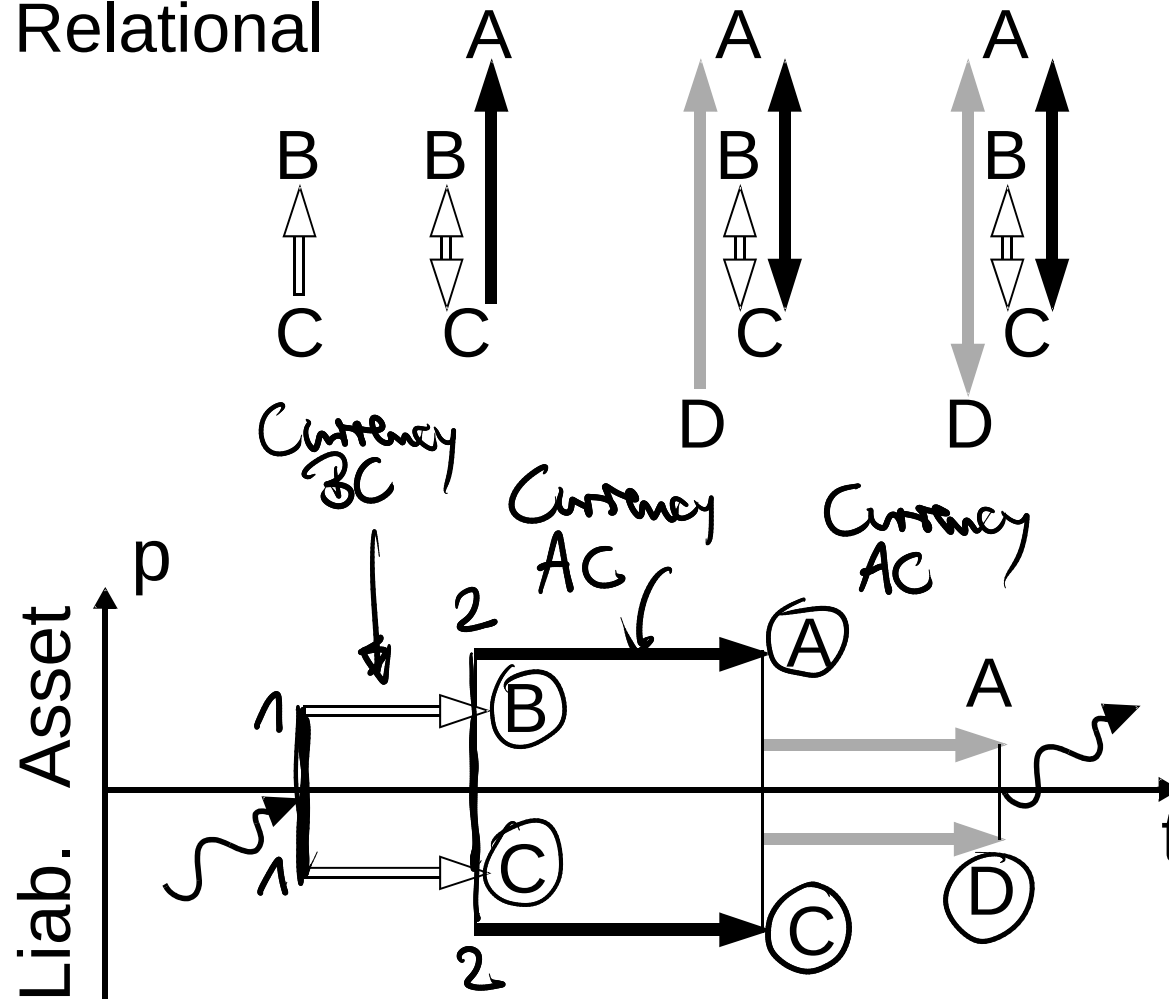 Relational
A A A
B B B B
C C C C
D D
Currency
BC
Currency
AC
Currency
AC
p
Asset
Liab.
2
A
1
B
A
t
1
C
D
C
2